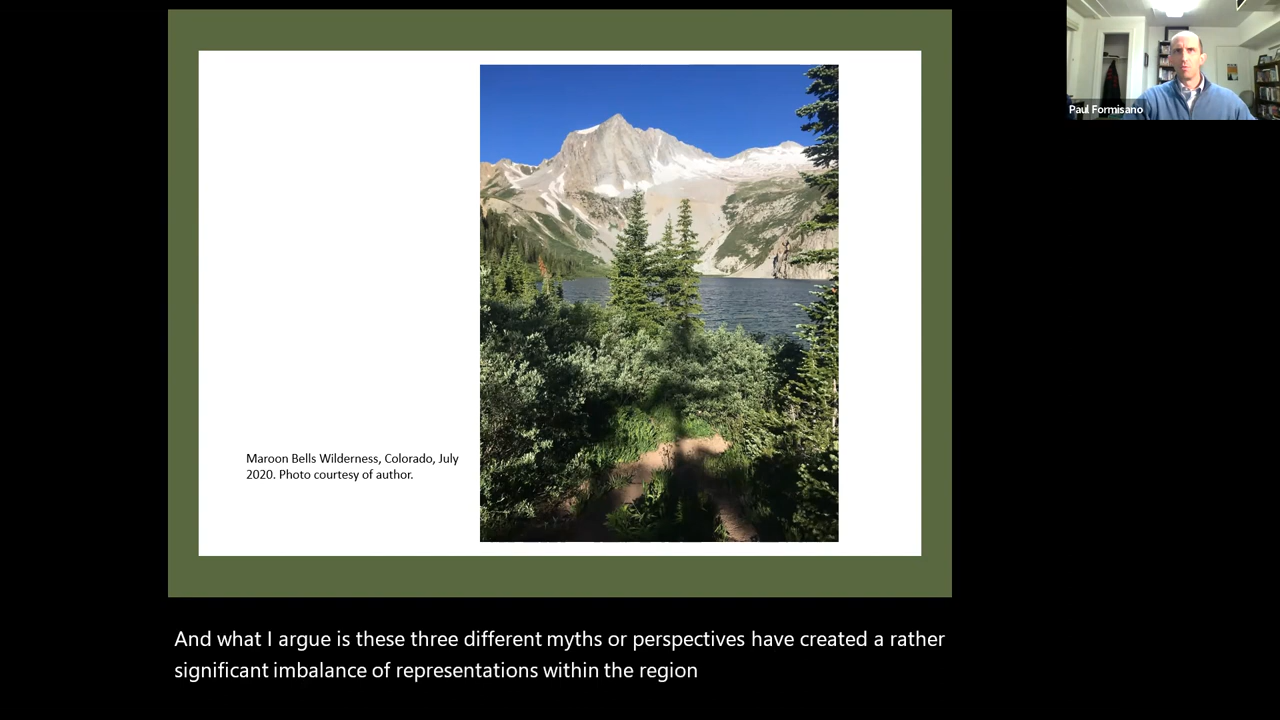 Paul Formisano
Maroon Bells Wilderness, Colorado, July
2020. Photo courtesy of author.
And what I argue is these three different myths or perspectives have created a rather
significant imbalance of representations within the region